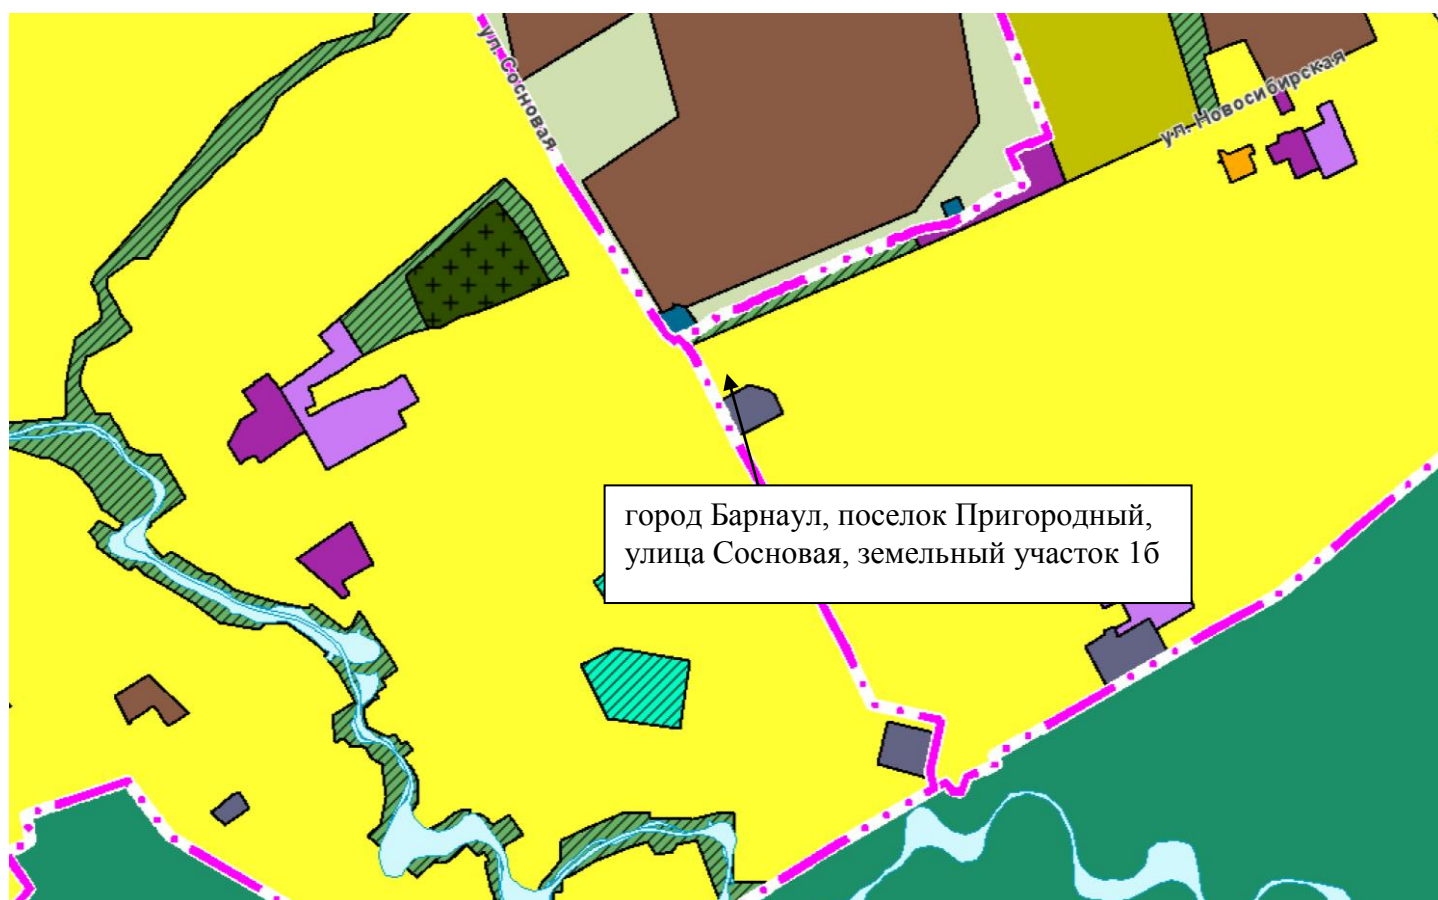 ул. Сосновая
ул. Новосибирская
город Барнаул, поселок Пригородный,
улица Сосновая, земельный участок 1б